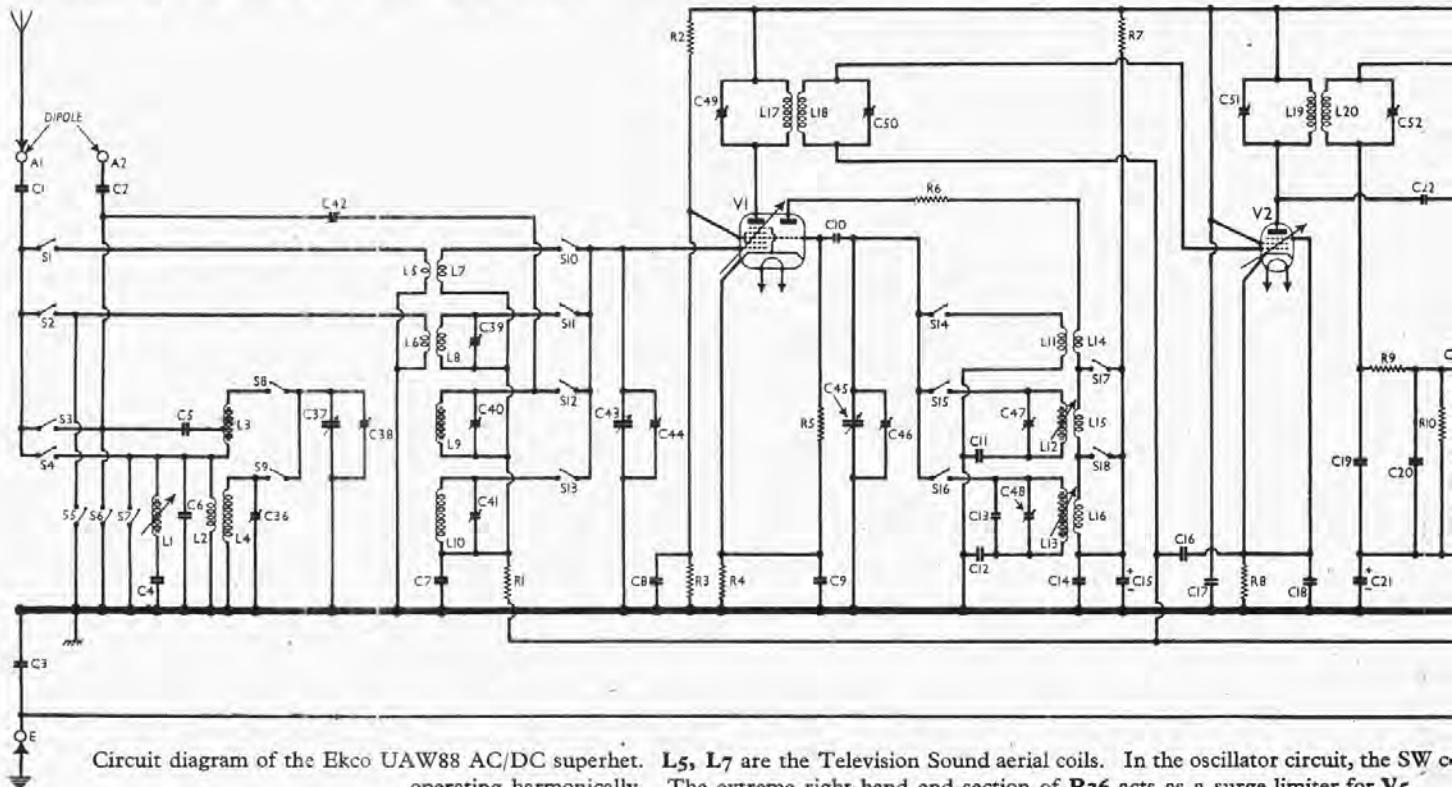 R2
R7
C49
L17
L18
C50
C51
L19
L20
C52
DIPOLE
A1
A2
C1
C2
V1
R6
V2
C22
C42
C10
S1
L5
L7
S10
S2
L6
L8
C39
S11
S14
L11
L14
S17
R9
C
S8
C5
L3
S3
S4
C37
C38
L9
C40
S12
C43
C44
R5
C45
C46
S15
C47
L12
L15
C11
S18
C19
C20
R10
S9
S5
S6
S7
L1
C6
L2
L4
C36
L10
C41
S13
S16
C13
C48
L13
L16
C12
C16
C4
C7
R1
C8
R3
R4
C9
C14
+
C15
-
C17
R8
C18
+
C21
-
C3
E
Circuit diagram of the Ekco UAW88 AC/DC superhet. L5, L7 are the Television Sound aerial coils. In the oscillator circuit, the SW
operating harmonically. The extreme right-hand end section of R26 acts as a surge limiter for V5